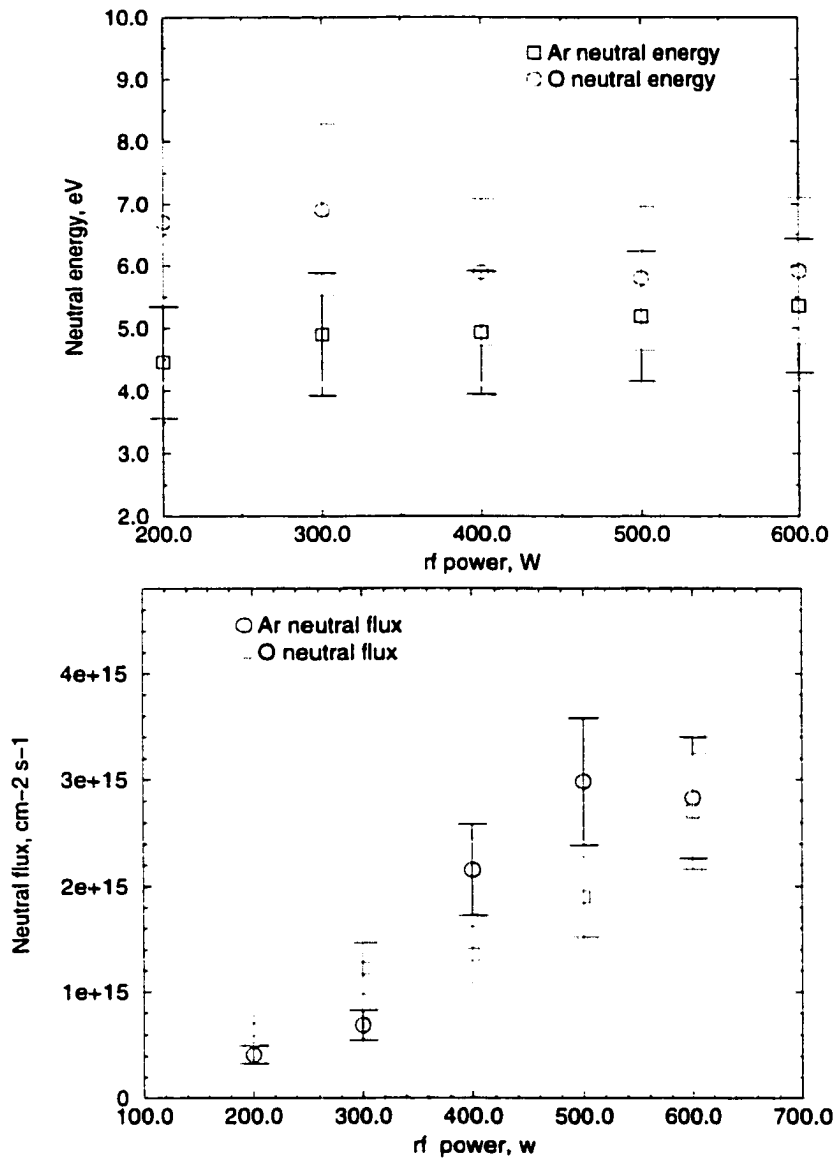 10.0
9.0
8.0
7.0
6.0
5.0
4.0
3.0
2.0
Neutral energy, eV
Ar neutral energy
O neutral energy
200.0 300.0 400.0 500.0 600.0
rf power, W
4e+15
3e+15
2e+15
1e+15
0
Neutral flux, cm-2 s-1
Ar neutral flux
O neutral flux
100.0 200.0 300.0 400.0 500.0 600.0 700.0
rf power, w